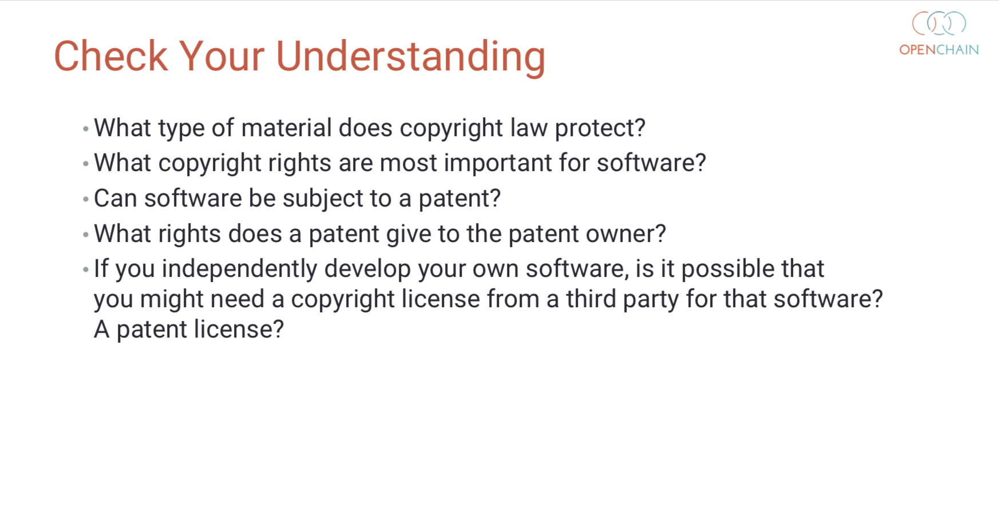 OPENCHAIN
Check Your Understanding
• What type of material does copyright law protect?
• What copyright rights are most important for software?
• Can software be subject to a patent?
• What rights does a patent give to the patent owner?
• If you independently develop your own software, is it possible that
you might need a copyright license from a third party for that software?
A patent license?